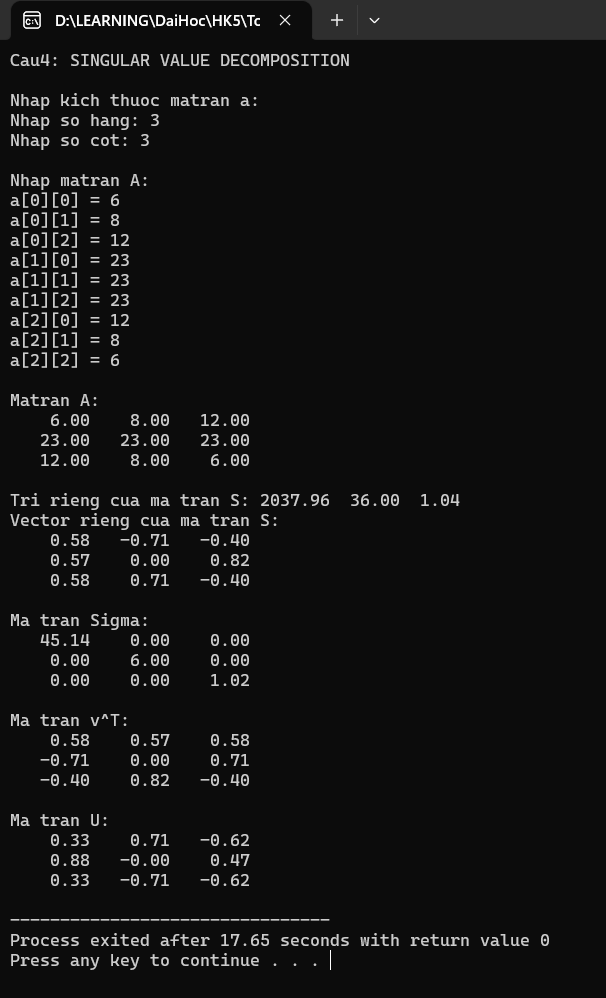 D:\LEARNING\DaiHoc\HK5\Tc
Cau4: SINGULAR VALUE DECOMPOSITION
Nhap kich thuoc matran a:
Nhap so hang: 3
Nhap so cot: 3
Nhap matran A:
a[0][0] = 6
a[0][1] = 8
a[0][2] = 12
a[1][0] = 23
a[1][1] = 23
a[1][2] = 23
a[2][0] = 12
a[2][1] = 8
a[2][2] = 6
Matran A:
6.00 8.00 12.00
23.00 23.00 23.00
12.00 8.00 6.00
Tri rieng cua ma tran S: 2037.96 36.00 1.04
Vector rieng cua ma tran S:
0.58 -0.71 -0.40
0.57 0.00 0.82
0.58 0.71 -0.40
Ma tran Sigma:
45.14 0.00 0.00
0.00 6.00 0.00
0.00 0.00 1.02
Ma tran v^T:
0.58 0.57 0.58
-0.71 0.00 0.71
-0.40 0.82 -0.40
Ma tran U:
0.33 0.71 -0.62
0.88 -0.00 0.47
0.33 -0.71 -0.62
--------------------------------
Process exited after 17.65 seconds with return value 0
Press any key to continue . . .